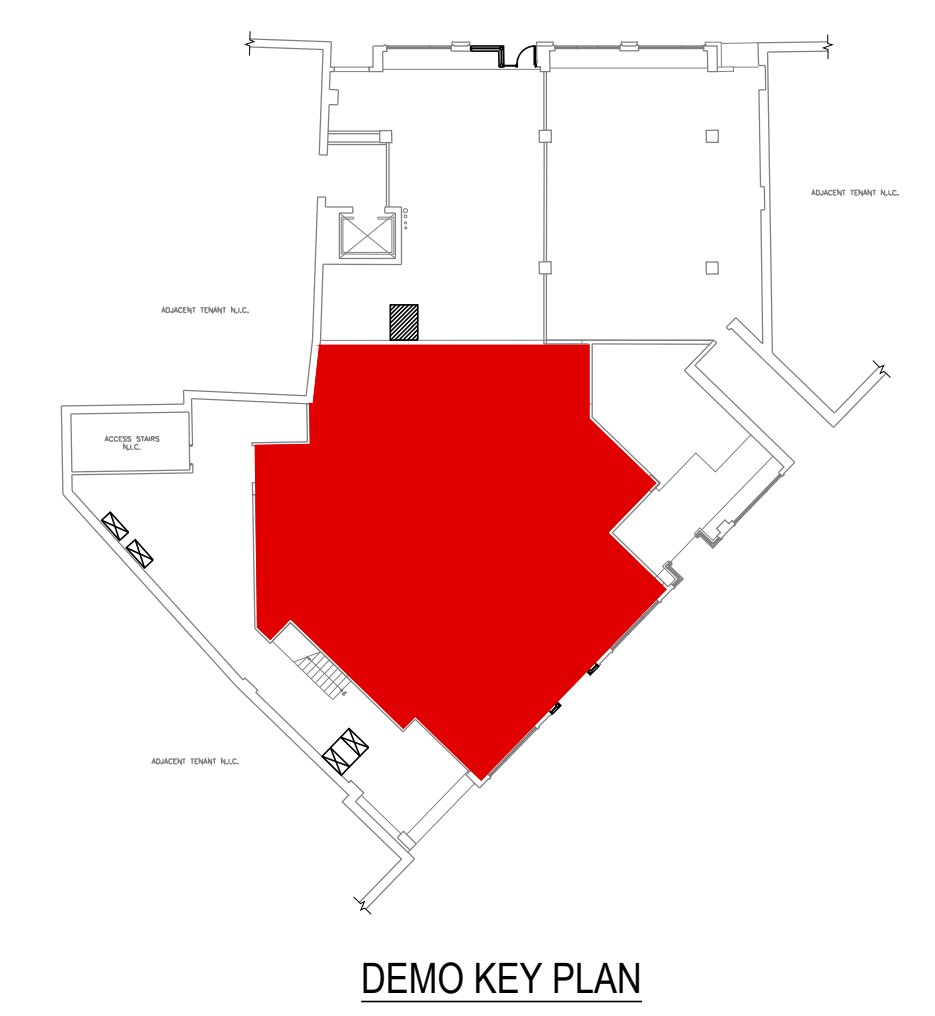 ADJACENT TENANT N.I.C.
ADJACENT TENANT N.I.C.
ACCESS STAIRS
N.I.C.
ADJACENT TENANT N.I.C.
DEMO KEY PLAN